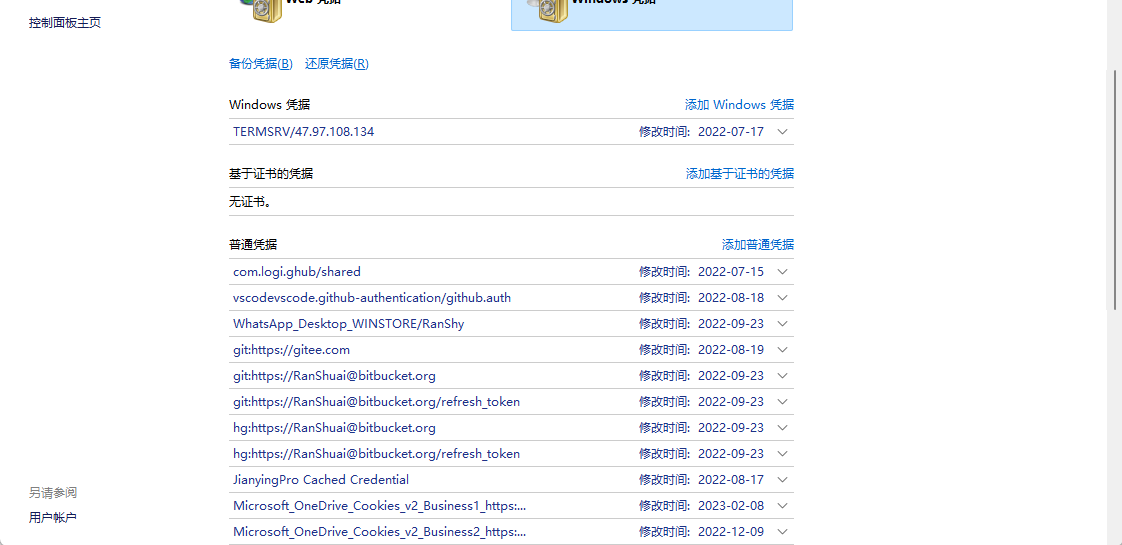 控制面板主页
Web 凭据
Windows 凭据
备份凭据(B) 还原凭据(R)
Windows 凭据 添加 Windows 凭据
TERMSRV/47.97.108.134 修改时间: 2022-07-17
基于证书的凭据 添加基于证书的凭据
无证书。
普通凭据 添加普通凭据
com.logi.ghub/shared 修改时间: 2022-07-15
vscodevscode.github-authentication/github.auth 修改时间: 2022-08-18
WhatsApp_Desktop_WINSTORE/RanShy 修改时间: 2022-09-23
git:https://gitee.com 修改时间: 2022-08-19
git:https://RanShuai@bitbucket.org 修改时间: 2022-09-23
git:https://RanShuai@bitbucket.org/refresh_token 修改时间: 2022-09-23
hg:https://RanShuai@bitbucket.org 修改时间: 2022-09-23
hg:https://RanShuai@bitbucket.org/refresh_token 修改时间: 2022-09-23
JianyingPro Cached Credential 修改时间: 2022-08-17
Microsoft_OneDrive_Cookies_v2_Business1_https:... 修改时间: 2023-02-08
Microsoft_OneDrive_Cookies_v2_Business2_https:... 修改时间: 2022-12-09
另请参阅
用户帐户